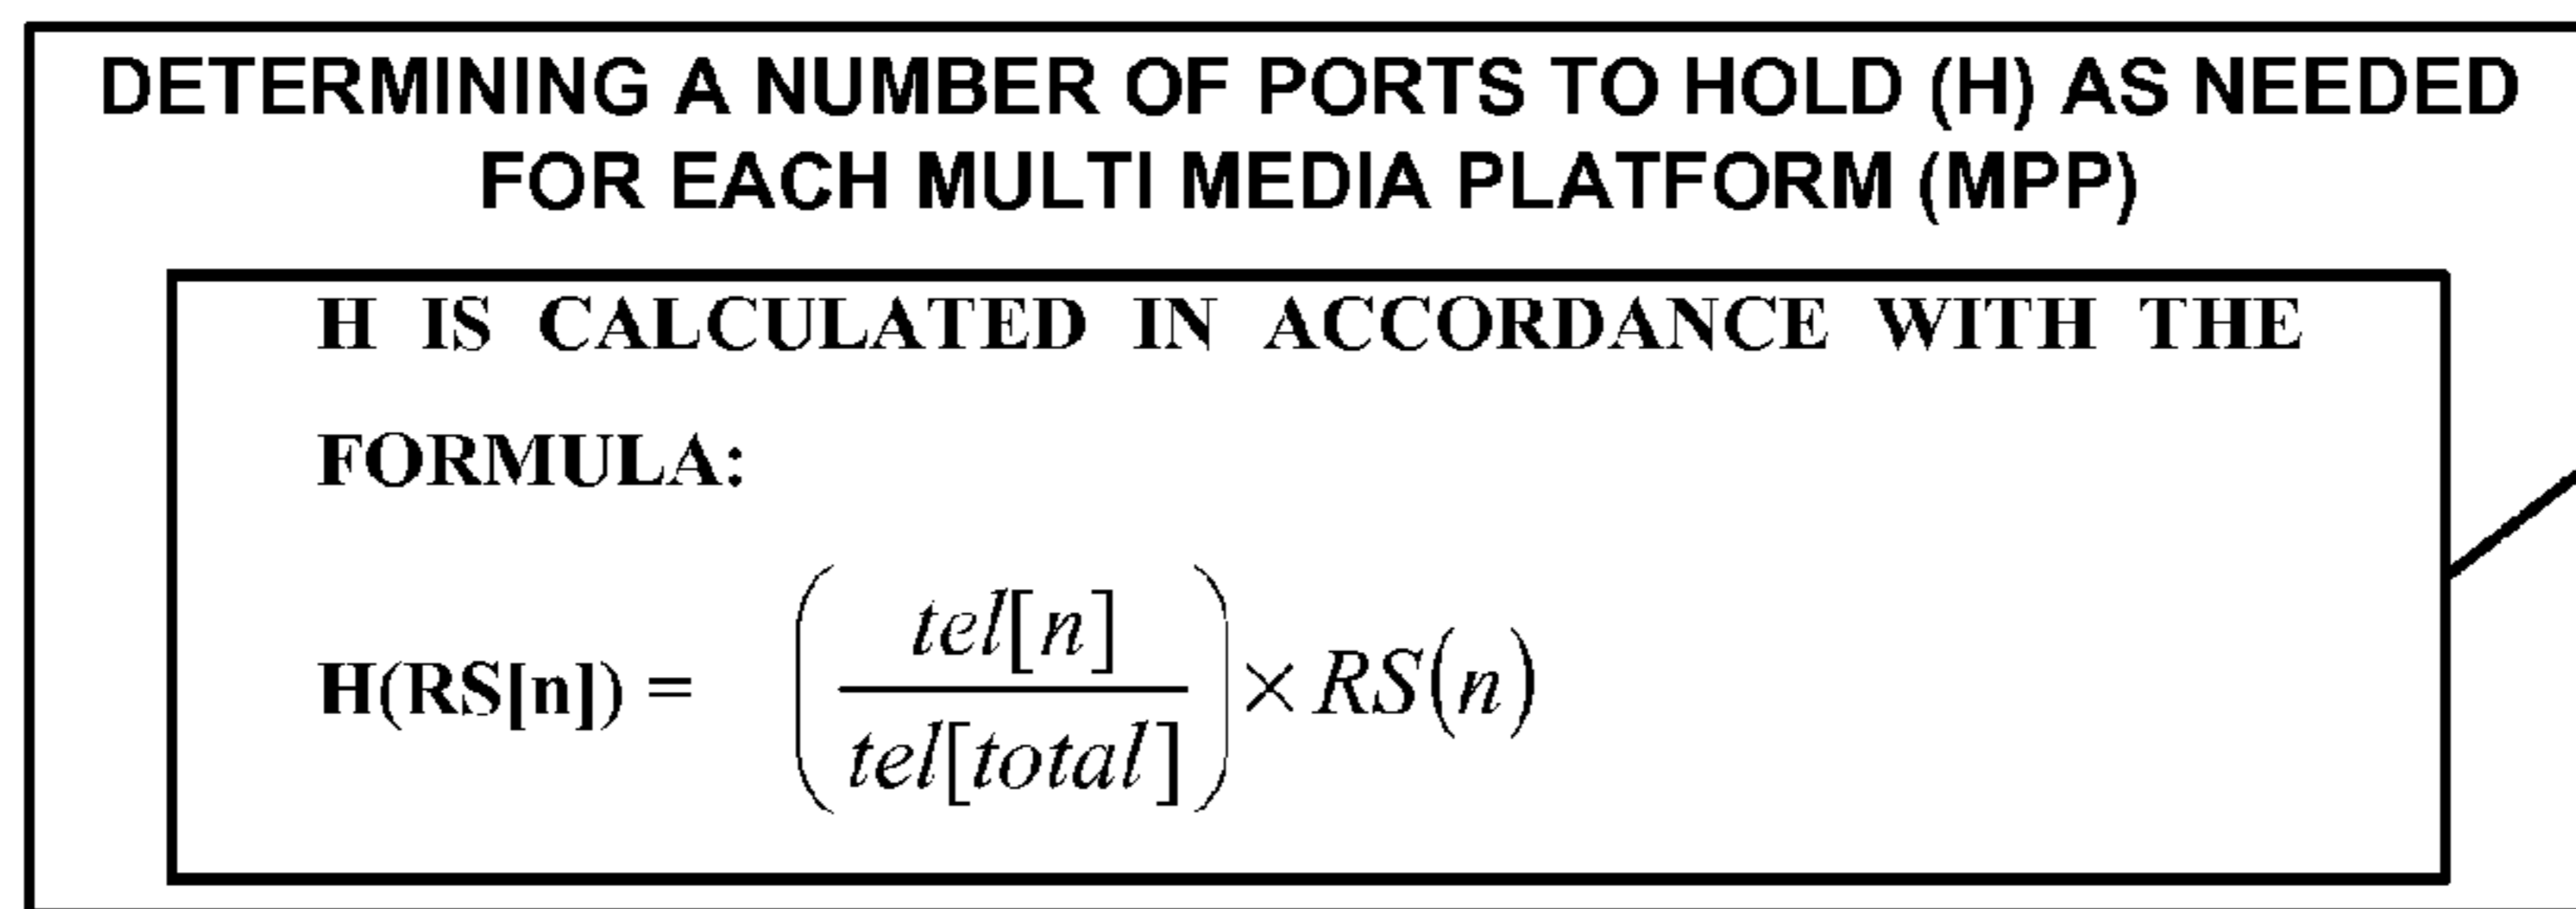 DETERMINING A NUMBER OF PORTS TO HOLD (H) AS NEEDED
FOR EACH MULTI MEDIA PLATFORM (MPP)
H IS CALCULATED IN ACCORDANCE WITH THE
FORMULA:
H(RS[n]) = (tel[n] / tel[total]) × RS(n)